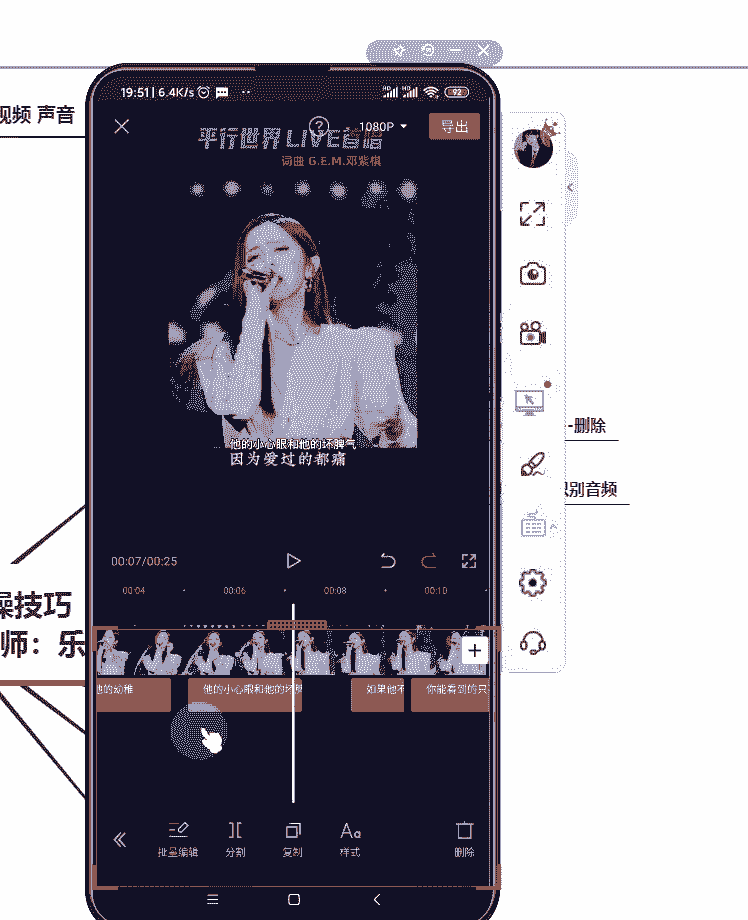 视频 声音
19:51 | 6.4K/s
HD
HD
92
1080P
导出
平行世界 LIVE首唱
词曲 G.E.M.邓紫棋
他的小心眼和他的坏脾气
因为爱过的都痛
-删除
识别音频
00:07/00:25
00:04
00:06
00:08
00:10
操技巧
师：乐
他的幼稚
他的小心眼和他的坏脾
如果他不
你能看到的只
批量编辑
分割
复制
样式
删除